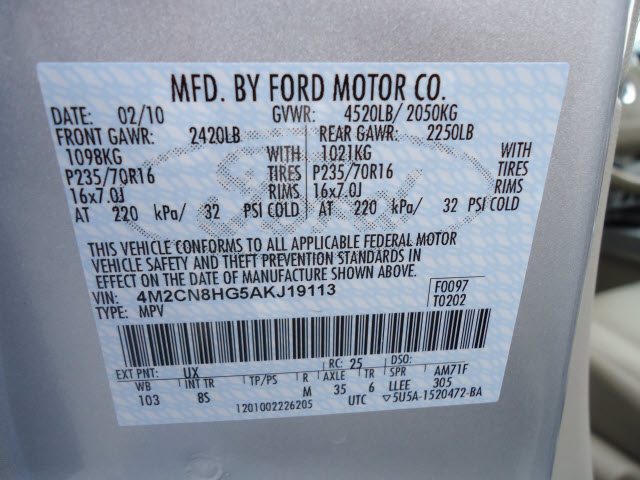 MFD. BY FORD MOTOR CO.
DATE: 02/10 GVWR: 4520LB/ 2050KG
FRONT GAWR: 2420LB REAR GAWR: 2250LB
1098KG WITH 1021KG WITH
P235/70R16 TIRES P235/70R16 TIRES
16x7.0J RIMS 16x7.0J RIMS
AT 220 kPa/ 32 PSI COLD AT 220 kPa/ 32 PSI COLD
THIS VEHICLE CONFORMS TO ALL APPLICABLE FEDERAL MOTOR
VEHICLE SAFETY AND THEFT PREVENTION STANDARDS IN
EFFECT ON THE DATE OF MANUFACTURE SHOWN ABOVE.
VIN: 4M2CN8HG5AKJ19113 F0097
TYPE: MPV T0202
EXT PNT: UX RC: 25 DSO:
WB INT TR TP/PS R AXLE TR SPR AM71F
103 BS M 35 6 LLEE 305
1201002226205 UTC ▽5U5A-1520472-BA
Ford